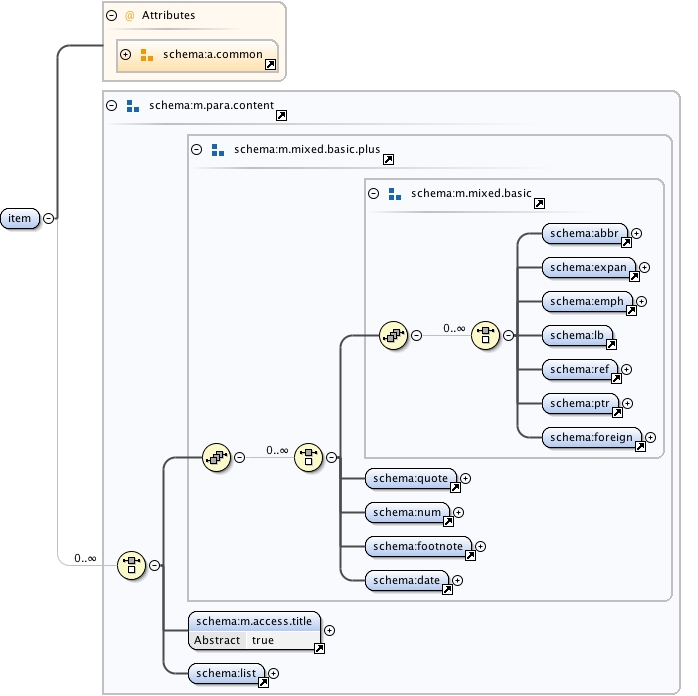 @ Attributes
schema:a.common
schema:m.para.content
schema:m.mixed.basic.plus
schema:m.mixed.basic
item
schema:abbr
schema:expan
schema:emph
0..∞
schema:lb
schema:ref
schema:ptr
schema:foreign
0..∞
schema:quote
schema:num
schema:footnote
schema:date
0..∞
schema:m.access.title
Abstract true
schema:list